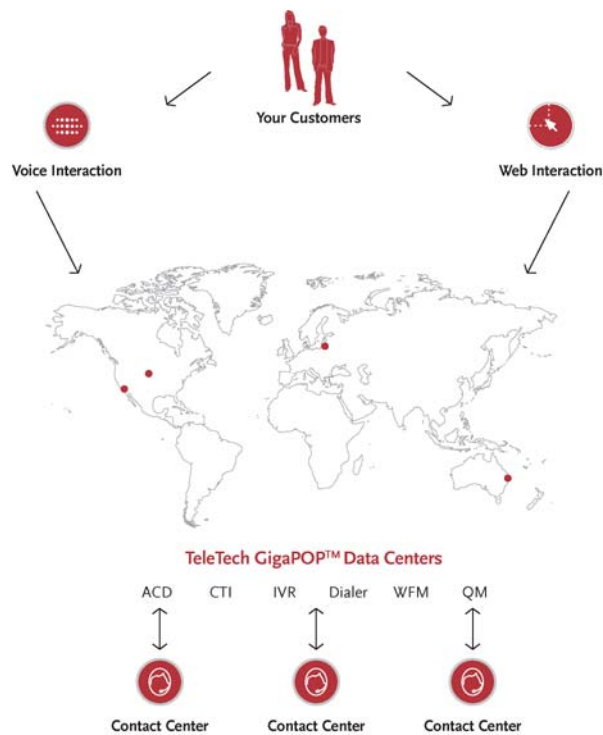 Your Customers
Voice Interaction
Web Interaction
TeleTech GigaPOP™ Data Centers
ACD CTI IVR Dialer WFM QM
Contact Center Contact Center Contact Center